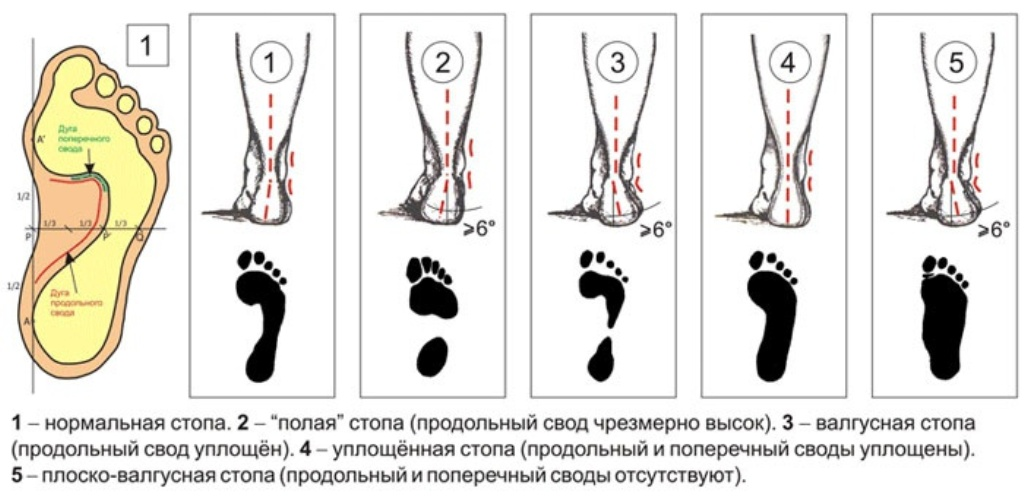 1
1
2
3
4
5
Дуга
поперечного
свода
A'
1/2
1/3
1/3
1/3
P
P'
Q
1/2
Дуга
продольного
свода
A
⩾6°
⩾6°
⩾6°
1 – нормальная стопа. 2 – “полая” стопа (продольный свод чрезмерно высок). 3 – валгусная стопа
(продольный свод уплощён). 4 – уплощённая стопа (продольный и поперечный своды уплощены).
5 – плоско-валгусная стопа (продольный и поперечный своды отсутствуют).